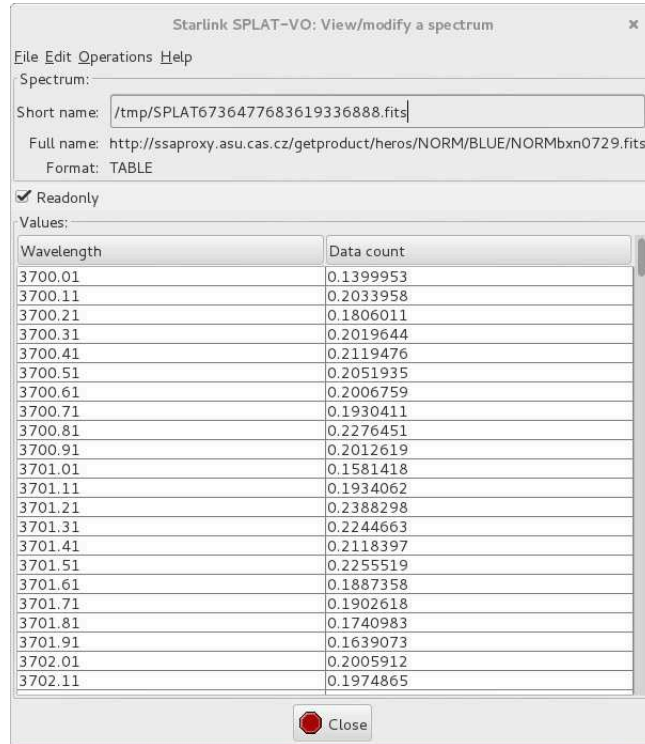 Starlink SPLAT-VO: View/modify a spectrum ×
File Edit Operations Help
Spectrum:
Short name: /tmp/SPLAT6736477683619336888.fits
Full name: http://ssaproxy.asu.cas.cz/getproduct/heros/NORM/BLUE/NORMbxn0729.fits
Format: TABLE
Readonly
Values:
Wavelength Data count
3700.01 0.1399953
3700.11 0.2033958
3700.21 0.1806011
3700.31 0.2019644
3700.41 0.2119476
3700.51 0.2051935
3700.61 0.2006759
3700.71 0.1930411
3700.81 0.2276451
3700.91 0.2012619
3701.01 0.1581418
3701.11 0.1934062
3701.21 0.2388298
3701.31 0.2244663
3701.41 0.2118397
3701.51 0.2255519
3701.61 0.1887358
3701.71 0.1902618
3701.81 0.1740983
3701.91 0.1639073
3702.01 0.2005912
3702.11 0.1974865
Close